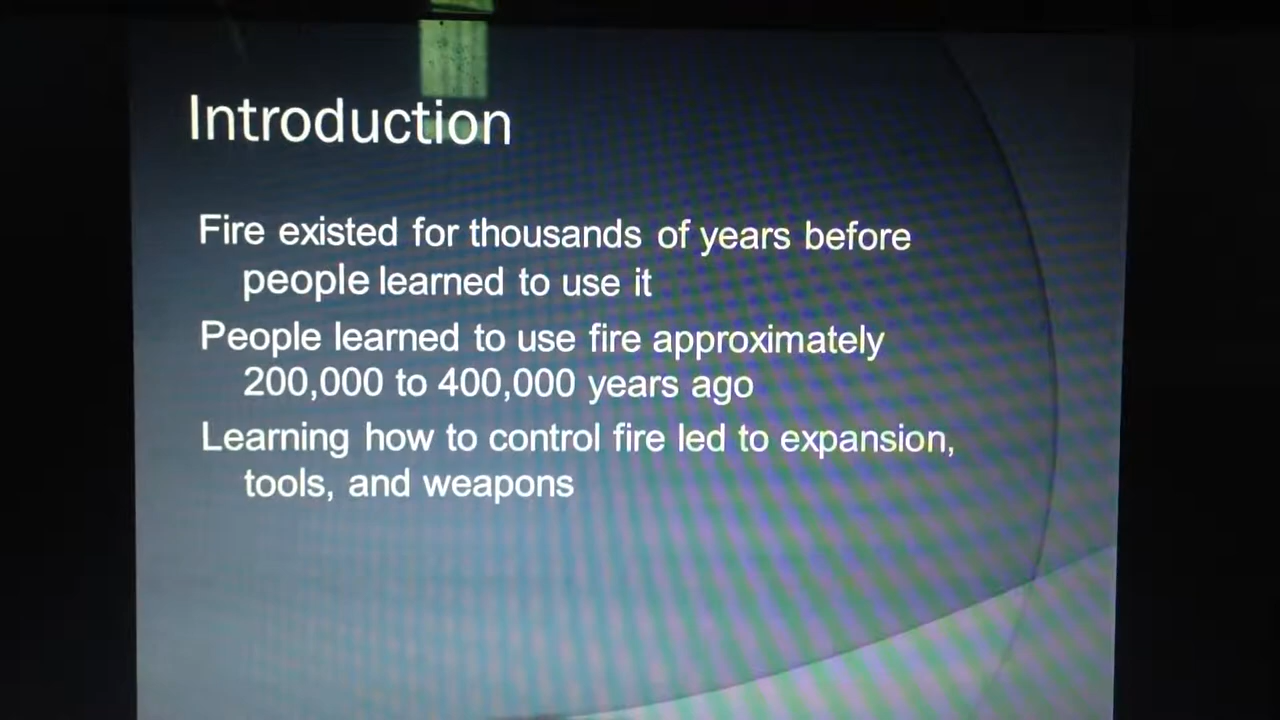 Introduction
Fire existed for thousands of years before
people learned to use it
People learned to use fire approximately
200,000 to 400,000 years ago
Learning how to control fire led to expansion,
tools, and weapons